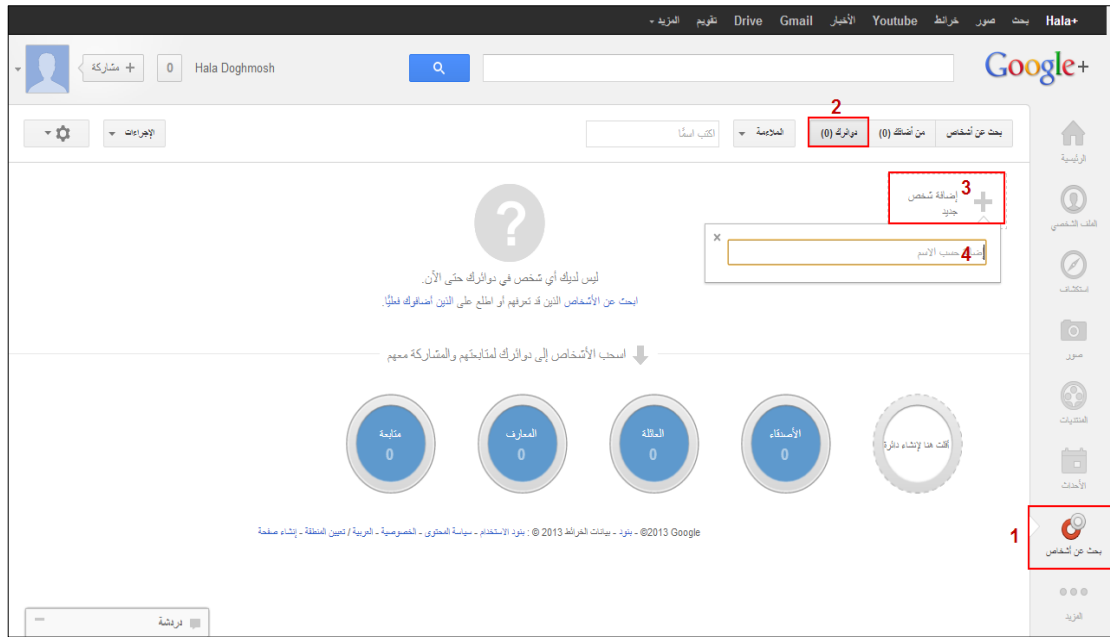 +Hala بحث صور خرائط Youtube الأخبار Gmail Drive تقويم المزيد
Google+
Hala Doghmosh
0
+ مشاركة
2
بحث عن أشخاص
من أضافك (0)
دوائرك (0)
الملاءمة
اكتب اسمًا
الإجراءات
الرئيسية
الملف الشخصي
استكشاف
صور
المنتديات
الأحداث
1
بحث عن أشخاص
المزيد
3
إضافة شخص
جديد
4
حسب الاسم
×
?
ليس لديك أي شخص في دوائرك حتى الأن.
ابحث عن الأشخاص الذين قد تعرفهم أو اطلع على الذين أضافوك فعليًا.
اسحب الأشخاص إلى دوائرك لمتابعتهم والمشاركة معهم
أفلت هنا لإنشاء دائرة
الأصدقاء
0
العائلة
0
المعارف
0
متابعة
0
©2013 Google - بنود - بيانات الخرائط 2013 © : بنود الاستخدام - سياسة المحتوى - الخصوصية - العربية / تعيين المنطقة - إنشاء صفحة
دردشة